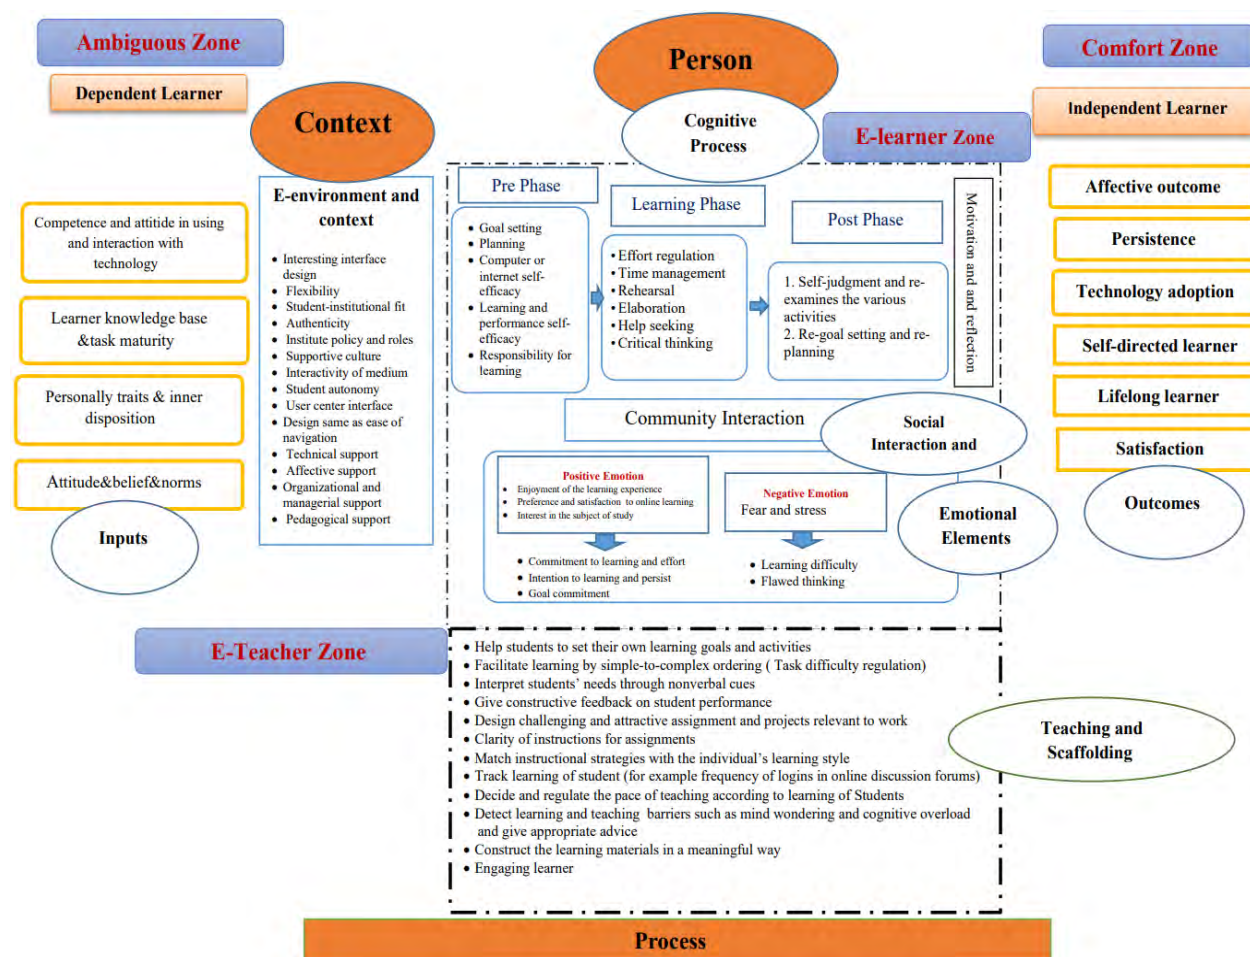 Ambiguous Zone
Dependent Learner
Competence and attitide in using
and interaction with
technology
Learner knowledge base
&task maturity
Personally traits & inner
disposition
Attitude&belief&norms
Inputs
Context
E-environment and
context
• Interesting interface
design
• Flexibility
• Student-institutional fit
• Authenticity
• Institute policy and roles
• Supportive culture
• Interactivity of medium
• Student autonomy
• User center interface
• Design same as ease of
navigation
• Technical support
• Affective support
• Organizational and
managerial support
• Pedagogical support
Person
Cognitive
Process
E-learner Zone
Pre Phase
• Goal setting
• Planning
• Computer or
internet self-
efficacy
• Learning and
performance self-
efficacy
• Responsibility for
learning
Learning Phase
• Effort regulation
• Time management
• Rehearsal
• Elaboration
• Help seeking
• Critical thinking
Post Phase
1. Self-judgment and re-
examines the various
activities
2. Re-goal setting and re-
planning
Motivation and and reflection
Community Interaction
Social
Interaction and
Positive Emotion
• Enjoyment of the learning experience
• Preference and satisfaction to online learning
• Interest in the subject of study
Negative Emotion
Fear and stress
Emotional
Elements
• Commitment to learning and effort
• Intention to learning and persist
• Goal commitment
• Learning difficulty
• Flawed thinking
Comfort Zone
Independent Learner
Affective outcome
Persistence
Technology adoption
Self-directed learner
Lifelong learner
Satisfaction
Outcomes
E-Teacher Zone
• Help students to set their own learning goals and activities
• Facilitate learning by simple-to-complex ordering ( Task difficulty regulation)
• Interpret students' needs through nonverbal cues
• Give constructive feedback on student performance
• Design challenging and attractive assignment and projects relevant to work
• Clarity of instructions for assignments
• Match instructional strategies with the individual's learning style
• Track learning of student (for example frequency of logins in online discussion forums)
• Decide and regulate the pace of teaching according to learning of Students
• Detect learning and teaching barriers such as mind wondering and cognitive overload
and give appropriate advice
• Construct the learning materials in a meaningful way
• Engaging learner
Teaching and
Scaffolding
Process